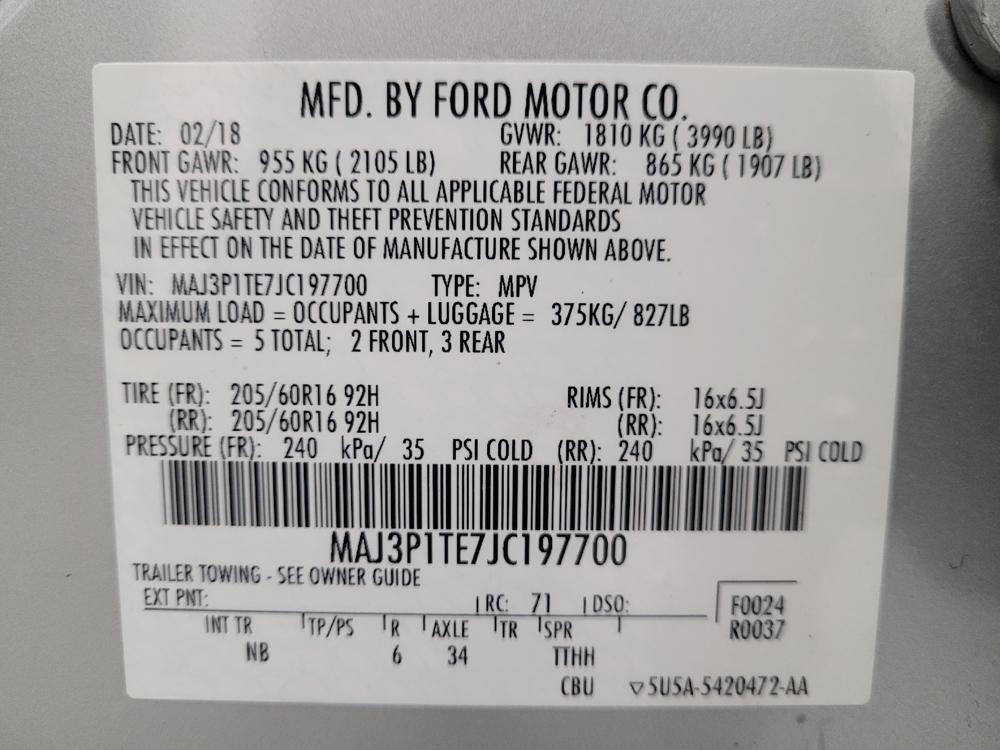 MFD. BY FORD MOTOR CO.
DATE: 02/18 GVWR: 1810 KG ( 3990 LB)
FRONT GAWR: 955 KG ( 2105 LB) REAR GAWR: 865 KG ( 1907 LB)
THIS VEHICLE CONFORMS TO ALL APPLICABLE FEDERAL MOTOR
VEHICLE SAFETY AND THEFT PREVENTION STANDARDS
IN EFFECT ON THE DATE OF MANUFACTURE SHOWN ABOVE.
VIN: MAJ3P1TE7JC197700 TYPE: MPV
MAXIMUM LOAD = OCCUPANTS + LUGGAGE = 375KG/ 827LB
OCCUPANTS = 5 TOTAL; 2 FRONT, 3 REAR
TIRE (FR): 205/60R16 92H RIMS (FR): 16x6.5J
(RR): 205/60R16 92H (RR): 16x6.5J
PRESSURE (FR): 240 kPa/ 35 PSI COLD (RR): 240 kPa/ 35 PSI COLD
MAJ3P1TE7JC197700
TRAILER TOWING - SEE OWNER GUIDE
EXT PNT: RC: 71 DSO: F0024
R0037
INT TR TP/PS R AXLE TR SPR
NB 6 34 TTHH
CBU ▽5U5A-5420472-AA